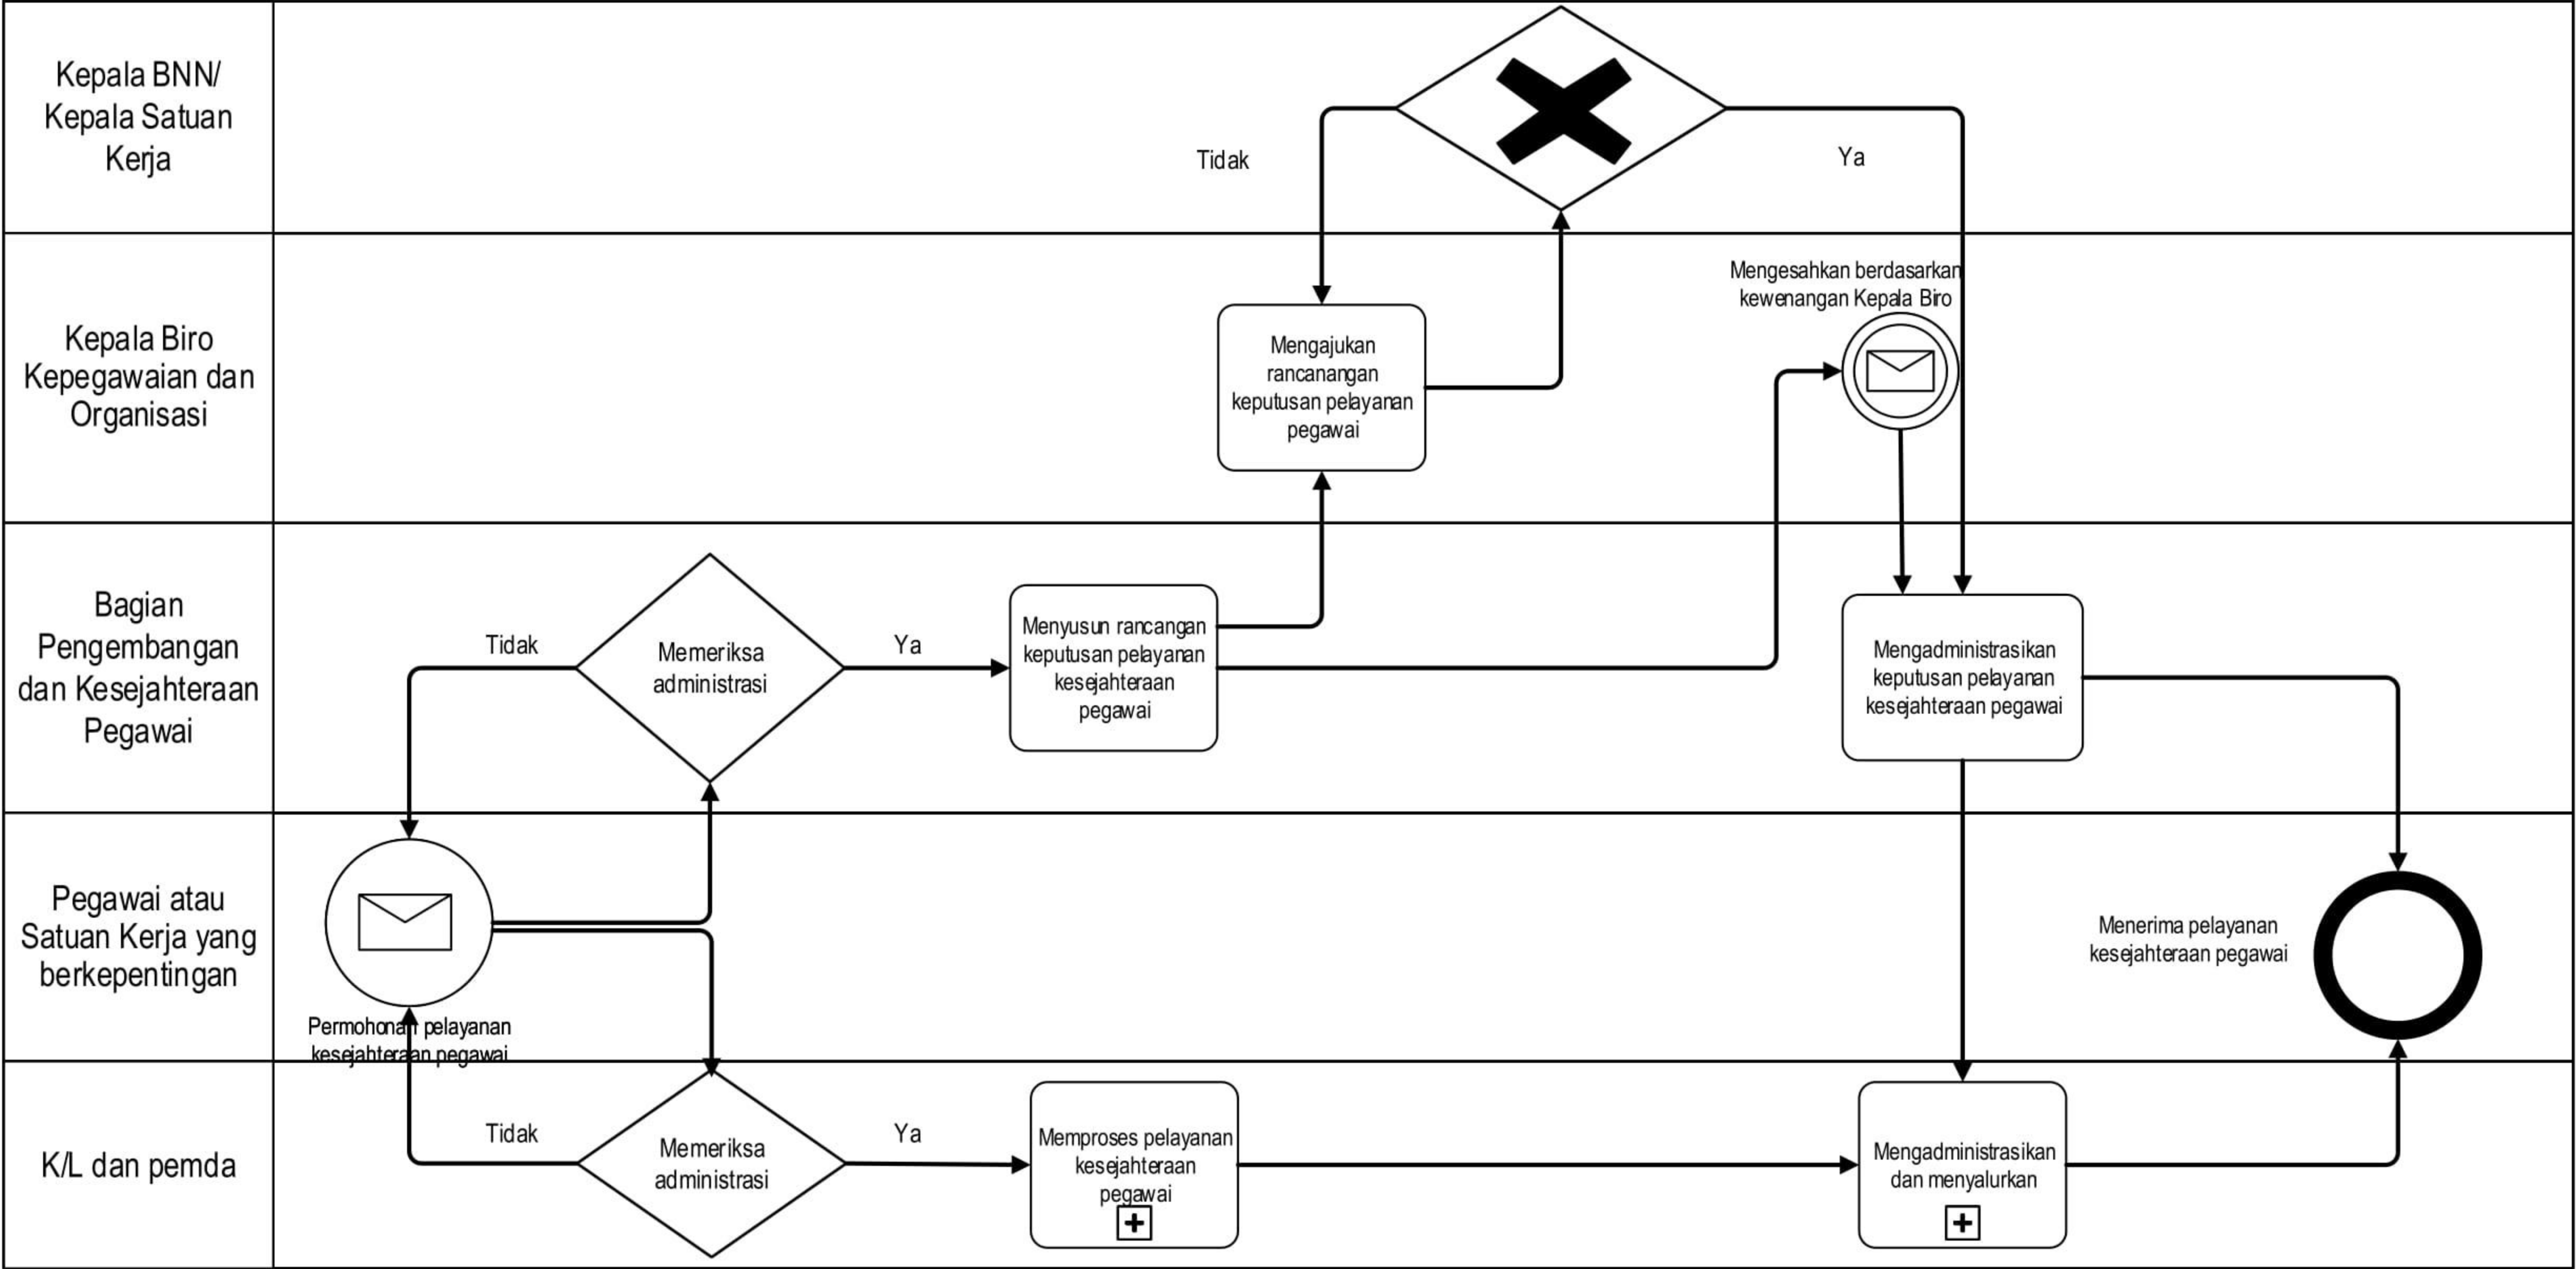 Kepala BNN/
Kepala Satuan
Kerja
Tidak
Ya
Kepala Biro
Kepegawaian dan
Organisasi
Mengajukan
rancanangan
keputusan pelayanan
pegawai
Mengesahkan berdasarkan
kewenangan Kepala Biro
Bagian
Pengembangan
dan Kesejahteraan
Pegawai
Tidak
Memeriksa
administrasi
Ya
Menyusun rancangan
keputusan pelayanan
kesejahteraan
pegawai
Mengadministrasikan
keputusan pelayanan
kesejahteraan pegawai
Pegawai atau
Satuan Kerja yang
berkepentingan
Permohonan pelayanan
kesejahteraan pegawai
Menerima pelayanan
kesejahteraan pegawai
K/L dan pemda
Tidak
Memeriksa
administrasi
Ya
Memproses pelayanan
kesejahteraan
pegawai
Mengadministrasikan
dan menyalurkan